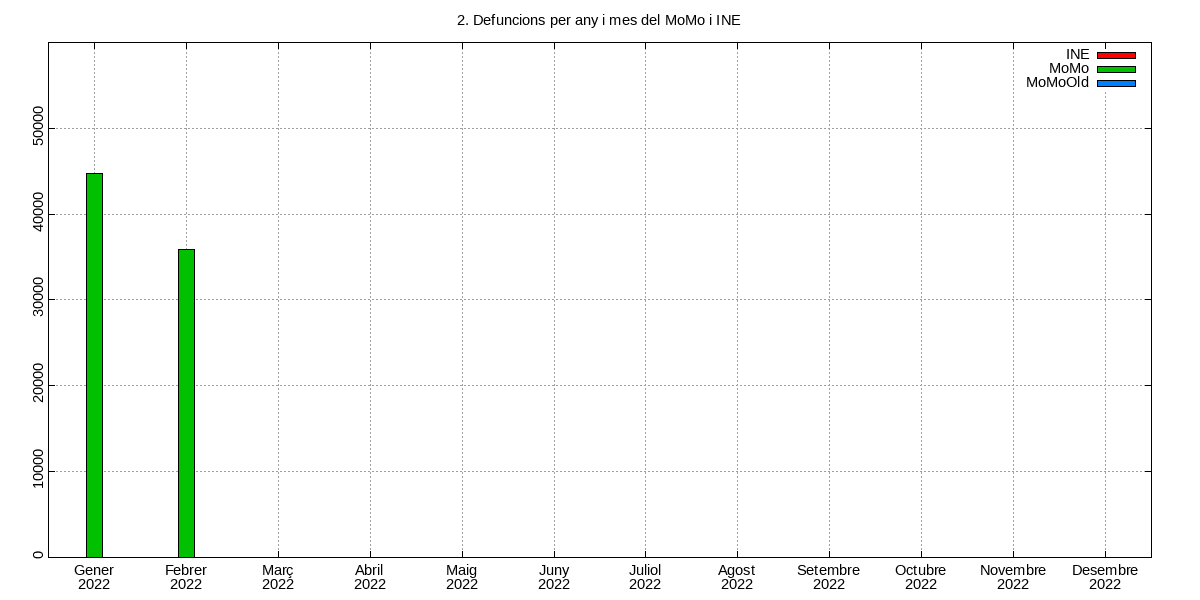 2. Defuncions per any i mes del MoMo i INE
INE
MoMo
MoMoOld
50000
40000
30000
20000
10000
0
Gener Febrer Març Abril Maig Juny Juliol Agost Setembre Octubre Novembre Desembre
2022 2022 2022 2022 2022 2022 2022 2022 2022 2022 2022 2022